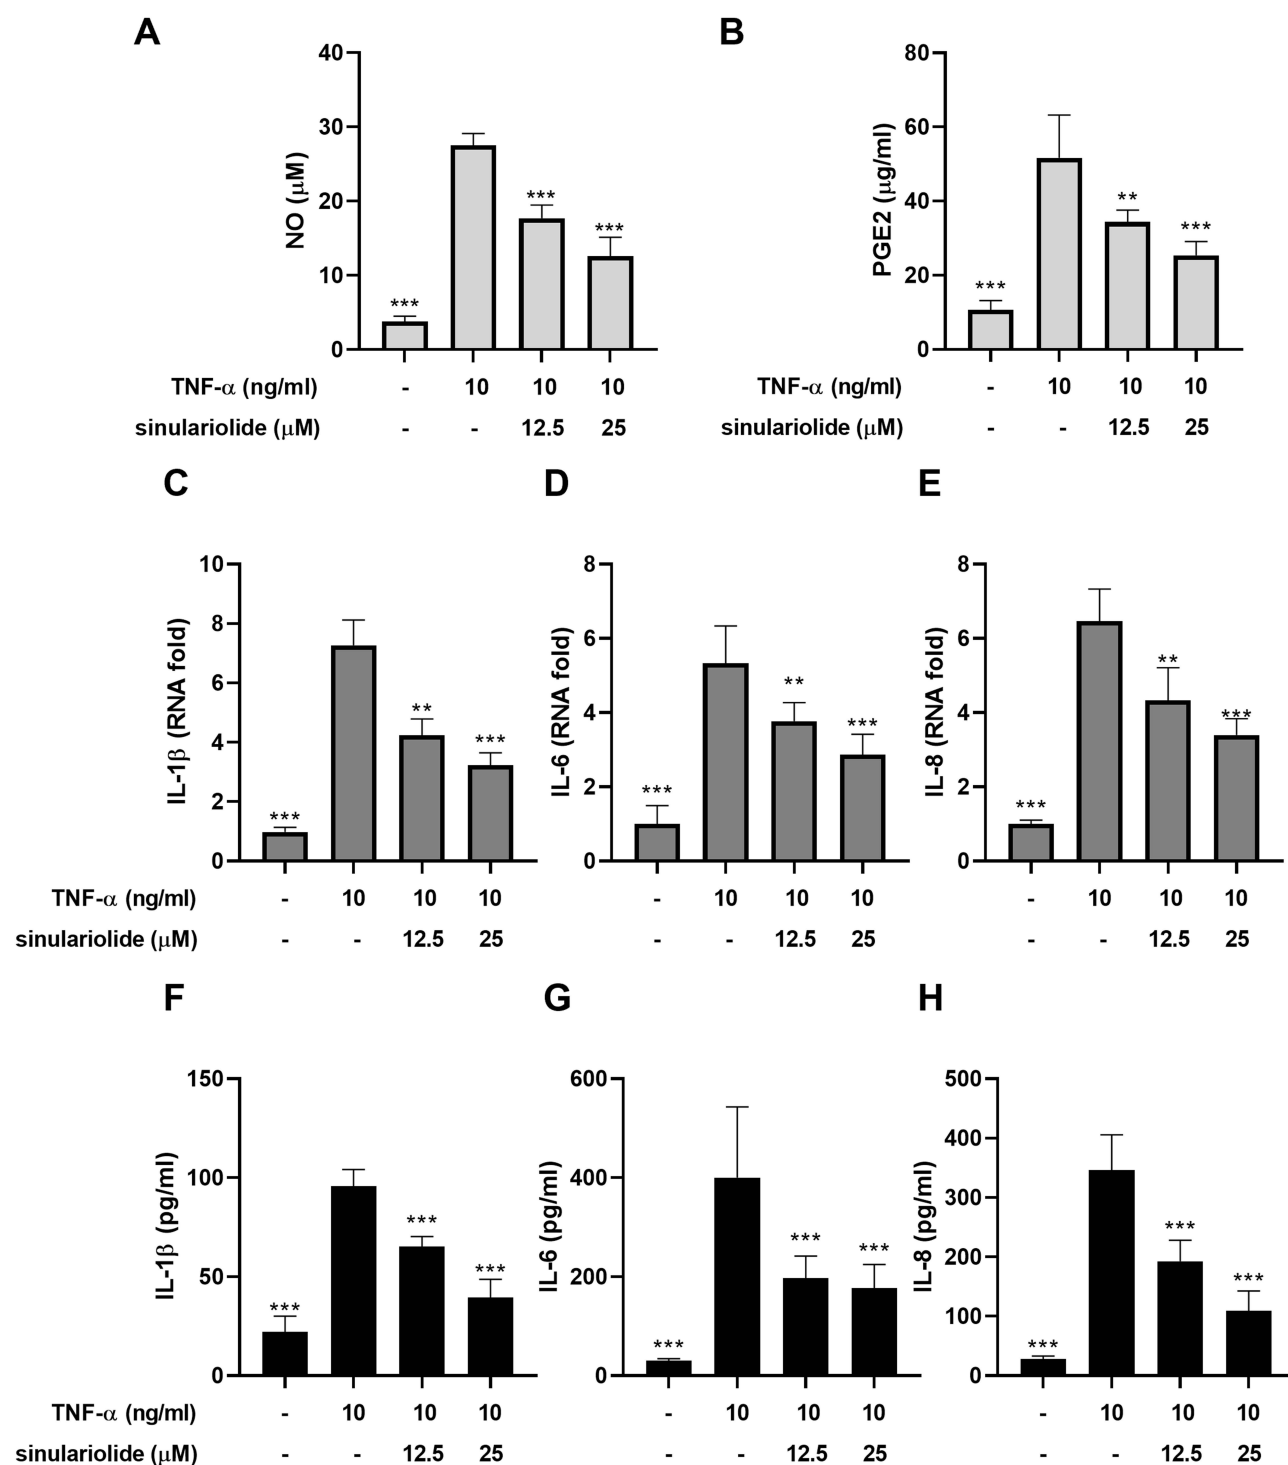 A
B
40
30
20
10
0
NO (μM)
***
***
***
80
60
40
20
0
PGE2 (μg/ml)
***
**
***
TNF-α (ng/ml) - 10 10 10
sinulariolide (μM) - - 12.5 25
TNF-α (ng/ml) - 10 10 10
sinulariolide (μM) - - 12.5 25
C
D
E
10
8
6
4
2
0
IL-1β (RNA fold)
***
**
***
8
6
4
2
0
IL-6 (RNA fold)
***
**
***
8
6
4
2
0
IL-8 (RNA fold)
***
**
***
TNF-α (ng/ml) - 10 10 10 - 10 10 10 - 10 10 10
sinulariolide (μM) - - 12.5 25 - - 12.5 25 - - 12.5 25
F
G
H
150
100
50
0
IL-1β (pg/ml)
***
***
***
600
400
200
0
IL-6 (pg/ml)
***
***
***
500
400
300
200
100
0
IL-8 (pg/ml)
***
***
***
TNF-α (ng/ml) - 10 10 10 - 10 10 10 - 10 10 10
sinulariolide (μM) - - 12.5 25 - - 12.5 25 - - 12.5 25